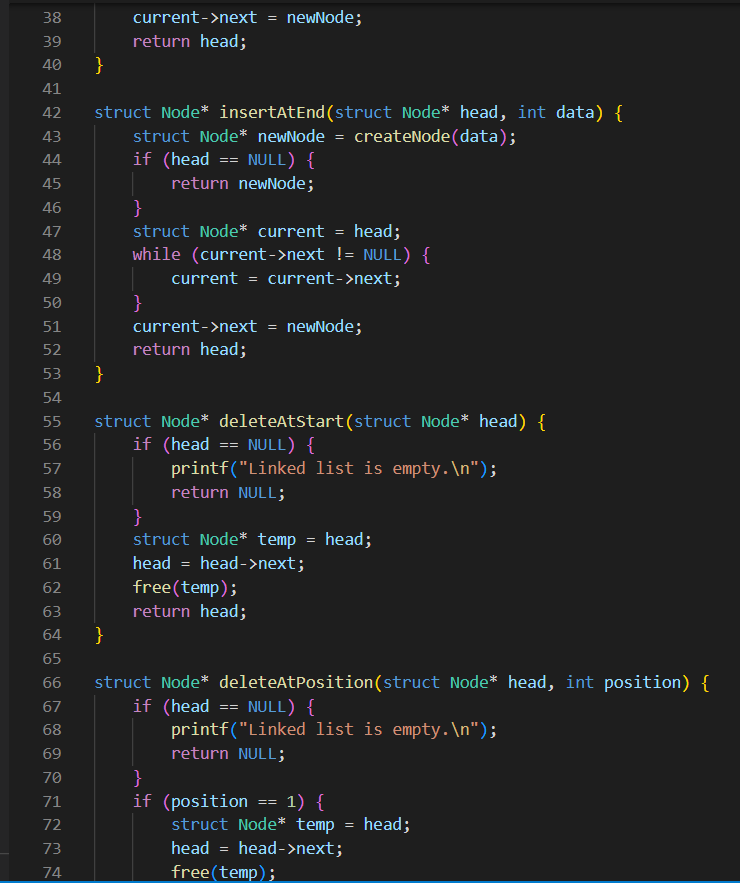 38 current->next = newNode;
39 return head;
40 }
41
42 struct Node* insertAtEnd(struct Node* head, int data) {
43 struct Node* newNode = createNode(data);
44 if (head == NULL) {
45 return newNode;
46 }
47 struct Node* current = head;
48 while (current->next != NULL) {
49 current = current->next;
50 }
51 current->next = newNode;
52 return head;
53 }
54
55 struct Node* deleteAtStart(struct Node* head) {
56 if (head == NULL) {
57 printf("Linked list is empty.\n");
58 return NULL;
59 }
60 struct Node* temp = head;
61 head = head->next;
62 free(temp);
63 return head;
64 }
65
66 struct Node* deleteAtPosition(struct Node* head, int position) {
67 if (head == NULL) {
68 printf("Linked list is empty.\n");
69 return NULL;
70 }
71 if (position == 1) {
72 struct Node* temp = head;
73 head = head->next;
74 free(temp);